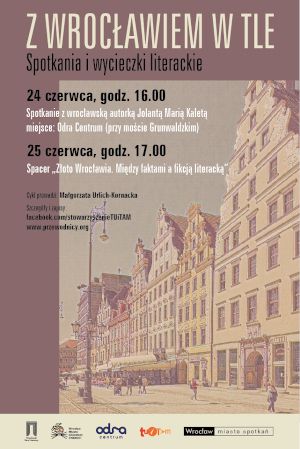 Z WROCŁAWIEM W TLE
Spotkania i wycieczki literackie
24 czerwca, godz. 16.00
Spotkanie z wrocławską autorką Jolantą Marią Kaletą
miejsce: Odra Centrum (przy moście Grunwaldzkim)
25 czerwca, godz. 17.00
Spacer „Złoto Wrocławia. Między faktami a fikcją literacką”
Cykl prowadzi: Małgorzata Urlich-Kornacka
Szczegóły i zapisy:
facebook.com/stowarzyszenieTUiTAM
www.przewodnicy.org
odra
centrum
Wrocław miasto spotkań